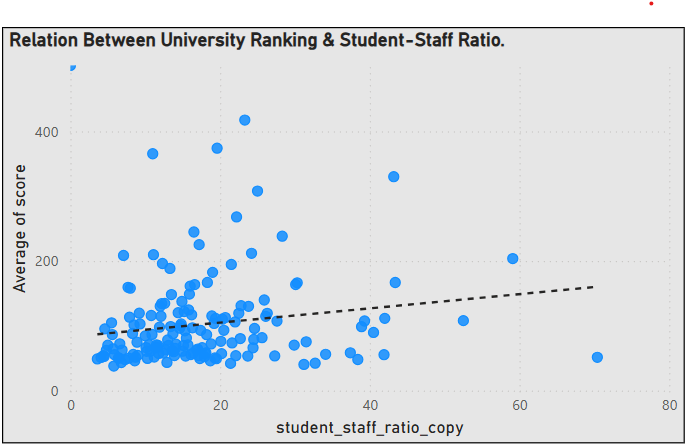 Relation Between University Ranking & Student-Staff Ratio.
Average of score
400
200
0
0 20 40 60 80
student_staff_ratio_copy